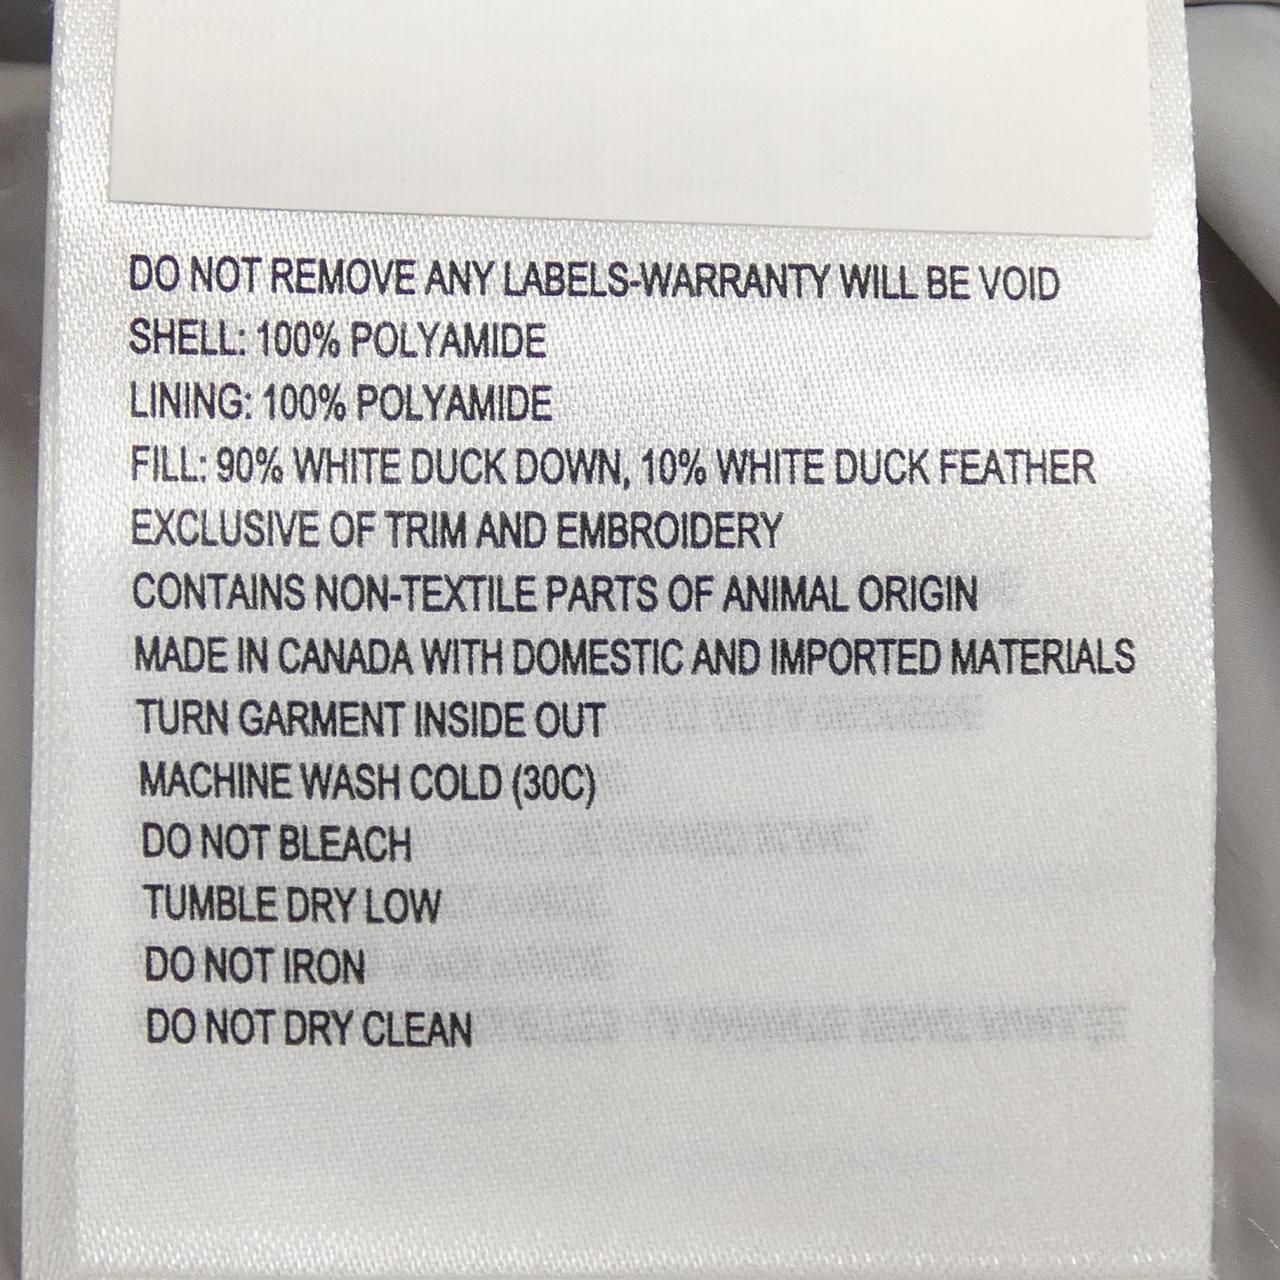 DO NOT REMOVE ANY LABELS-WARRANTY WILL BE VOID
SHELL: 100% POLYAMIDE
LINING: 100% POLYAMIDE
FILL: 90% WHITE DUCK DOWN, 10% WHITE DUCK FEATHER
EXCLUSIVE OF TRIM AND EMBROIDERY
CONTAINS NON-TEXTILE PARTS OF ANIMAL ORIGIN
MADE IN CANADA WITH DOMESTIC AND IMPORTED MATERIALS
TURN GARMENT INSIDE OUT
MACHINE WASH COLD (30C)
DO NOT BLEACH
TUMBLE DRY LOW
DO NOT IRON
DO NOT DRY CLEAN